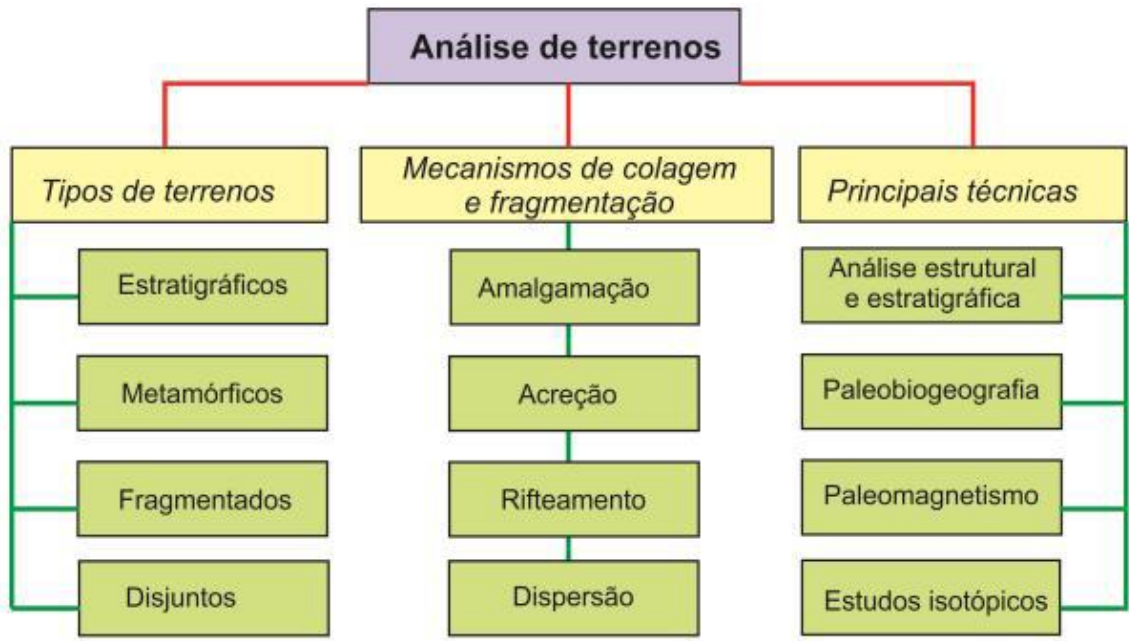 Análise de terrenos
Tipos de terrenos
Estratigráficos
Metamórficos
Fragmentados
Disjuntos
Mecanismos de colagem
e fragmentação
Amalgamação
Acreção
Rifteamento
Dispersão
Principais técnicas
Análise estrutural
e estratigráfica
Paleobiogeografia
Paleomagnetismo
Estudos isotópicos